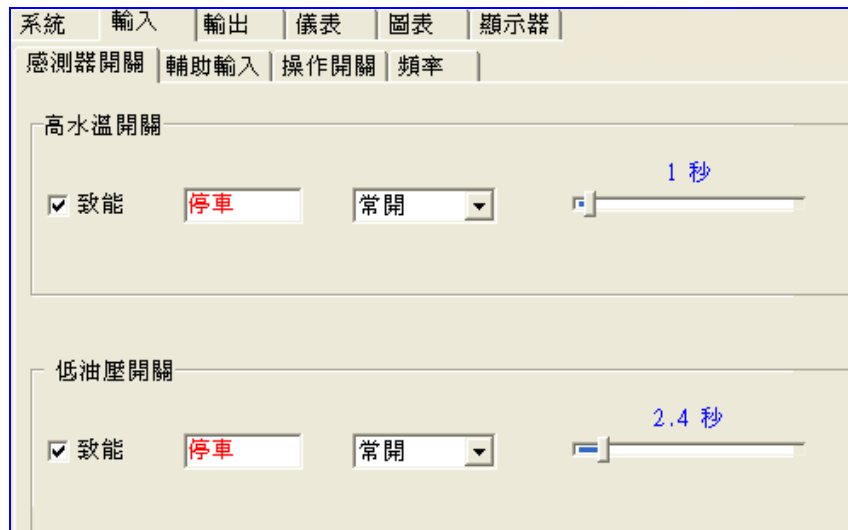 系統 輸入 輸出 儀表 圖表 顯示器
感測器開關 輔助輸入 操作開關 頻率
高水溫開關
1 秒
致能 停車 常開
低油壓開關
2.4 秒
致能 停車 常開